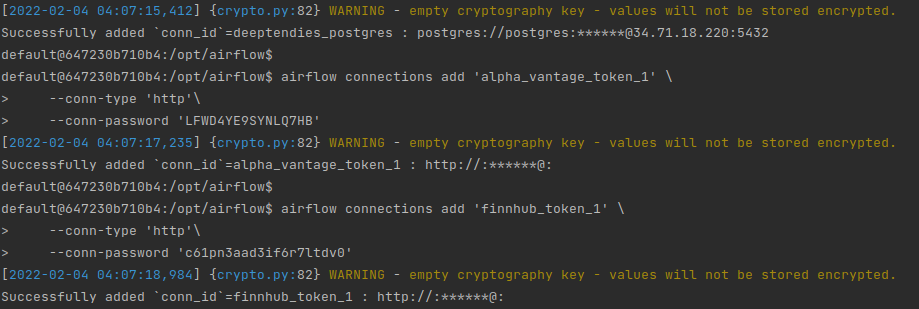 [2022-02-04 04:07:15,412] {crypto.py:82} WARNING - empty cryptography key - values will not be stored encrypted.
Successfully added `conn_id`=deeptendies_postgres : postgres://postgres:******@34.71.18.220:5432
default@647230b710b4:/opt/airflow$
default@647230b710b4:/opt/airflow$ airflow connections add 'alpha_vantage_token_1' \
>     --conn-type 'http'\
>     --conn-password 'LFWD4YE9SYNLQ7HB'
[2022-02-04 04:07:17,235] {crypto.py:82} WARNING - empty cryptography key - values will not be stored encrypted.
Successfully added `conn_id`=alpha_vantage_token_1 : http://:******@:
default@647230b710b4:/opt/airflow$
default@647230b710b4:/opt/airflow$ airflow connections add 'finnhub_token_1' \
>     --conn-type 'http'\
>     --conn-password 'c61pn3aad3if6r7ltdv0'
[2022-02-04 04:07:18,984] {crypto.py:82} WARNING - empty cryptography key - values will not be stored encrypted.
Successfully added `conn_id`=finnhub_token_1 : http://:******@: